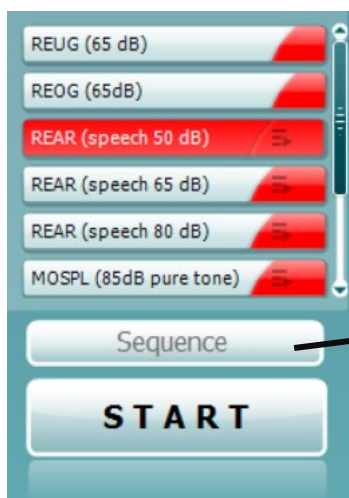 REUG (65 dB)
REOG (65dB)
REAR (speech 50 dB)
REAR (speech 65 dB)
REAR (speech 80 dB)
MOSPL (85dB pure tone)
Sequence
START